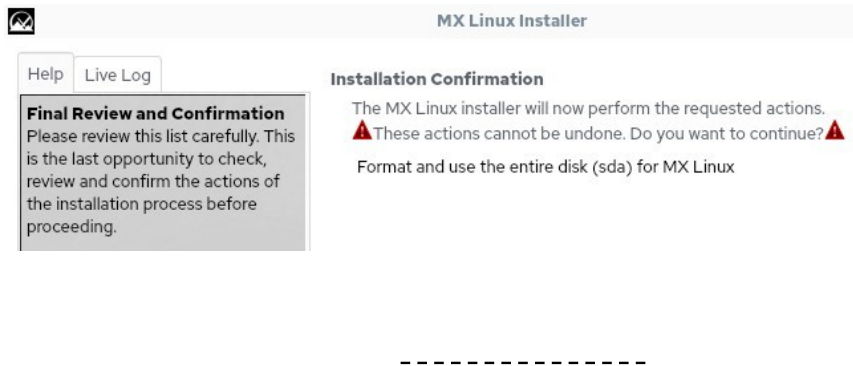 MX Linux Installer
Help
Live Log
Final Review and Confirmation
Please review this list carefully. This
is the last opportunity to check,
review and confirm the actions of
the installation process before
proceeding.
Installation Confirmation
The MX Linux installer will now perform the requested actions.
These actions cannot be undone. Do you want to continue?
Format and use the entire disk (sda) for MX Linux
_ _ _ _ _ _ _ _ _ _ _ _ _ _ _